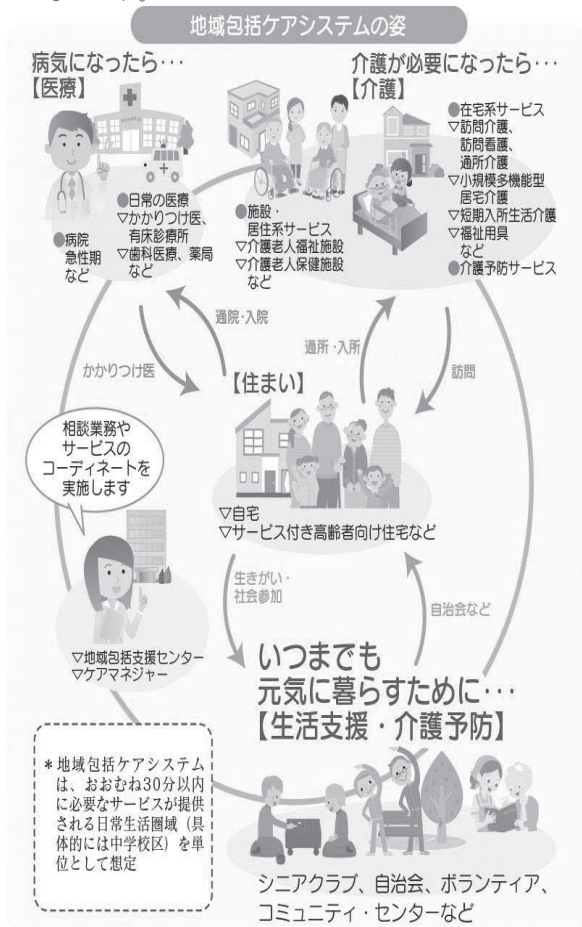 地域包括ケアシステムの姿
病気になったら･･･
【医療】
介護が必要になったら･･･
【介護】
●病院
急性期
など
●日常の医療
▽かかりつけ医、
有床診療所
▽歯科医療、薬局
など
●施設・
居住系サービス
▽介護老人福祉施設
▽介護老人保健施設
など
●在宅系サービス
▽訪問介護、
訪問看護、
通所介護
▽小規模多機能型
居宅介護
▽短期入所生活介護
▽福祉用具
など
●介護予防サービス
通院・入院
かかりつけ医
通所・入所
訪問
【住まい】
▽自宅
▽サービス付き高齢者向け住宅など
相談業務や
サービスの
コーディネートを
実施します
▽地域包括支援センター
▽ケアマネジャー
生きがい・
社会参加
自治会など
いつまでも
元気に暮らすために･･･
【生活支援・介護予防】
シニアクラブ、自治会、ボランティア、
コミュニティ・センターなど
＊地域包括ケアシステム
は、おおむね30分以内
に必要なサービスが提供
される日常生活圏域（具
体的には中学校区）を単
位として想定